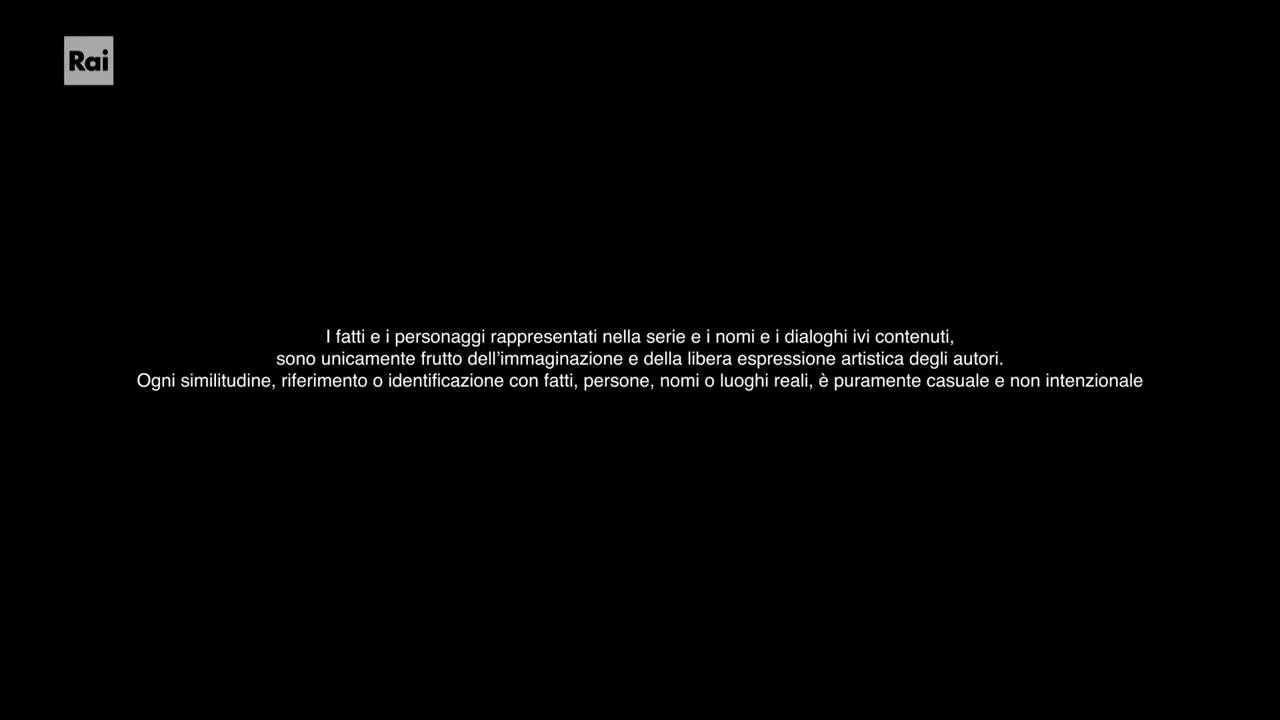 Rai
I fatti e i personaggi rappresentati nella serie e i nomi e i dialoghi ivi contenuti,
sono unicamente frutto dell’immaginazione e della libera espressione artistica degli autori.
Ogni similitudine, riferimento o identificazione con fatti, persone, nomi o luoghi reali, è puramente casuale e non intenzionale